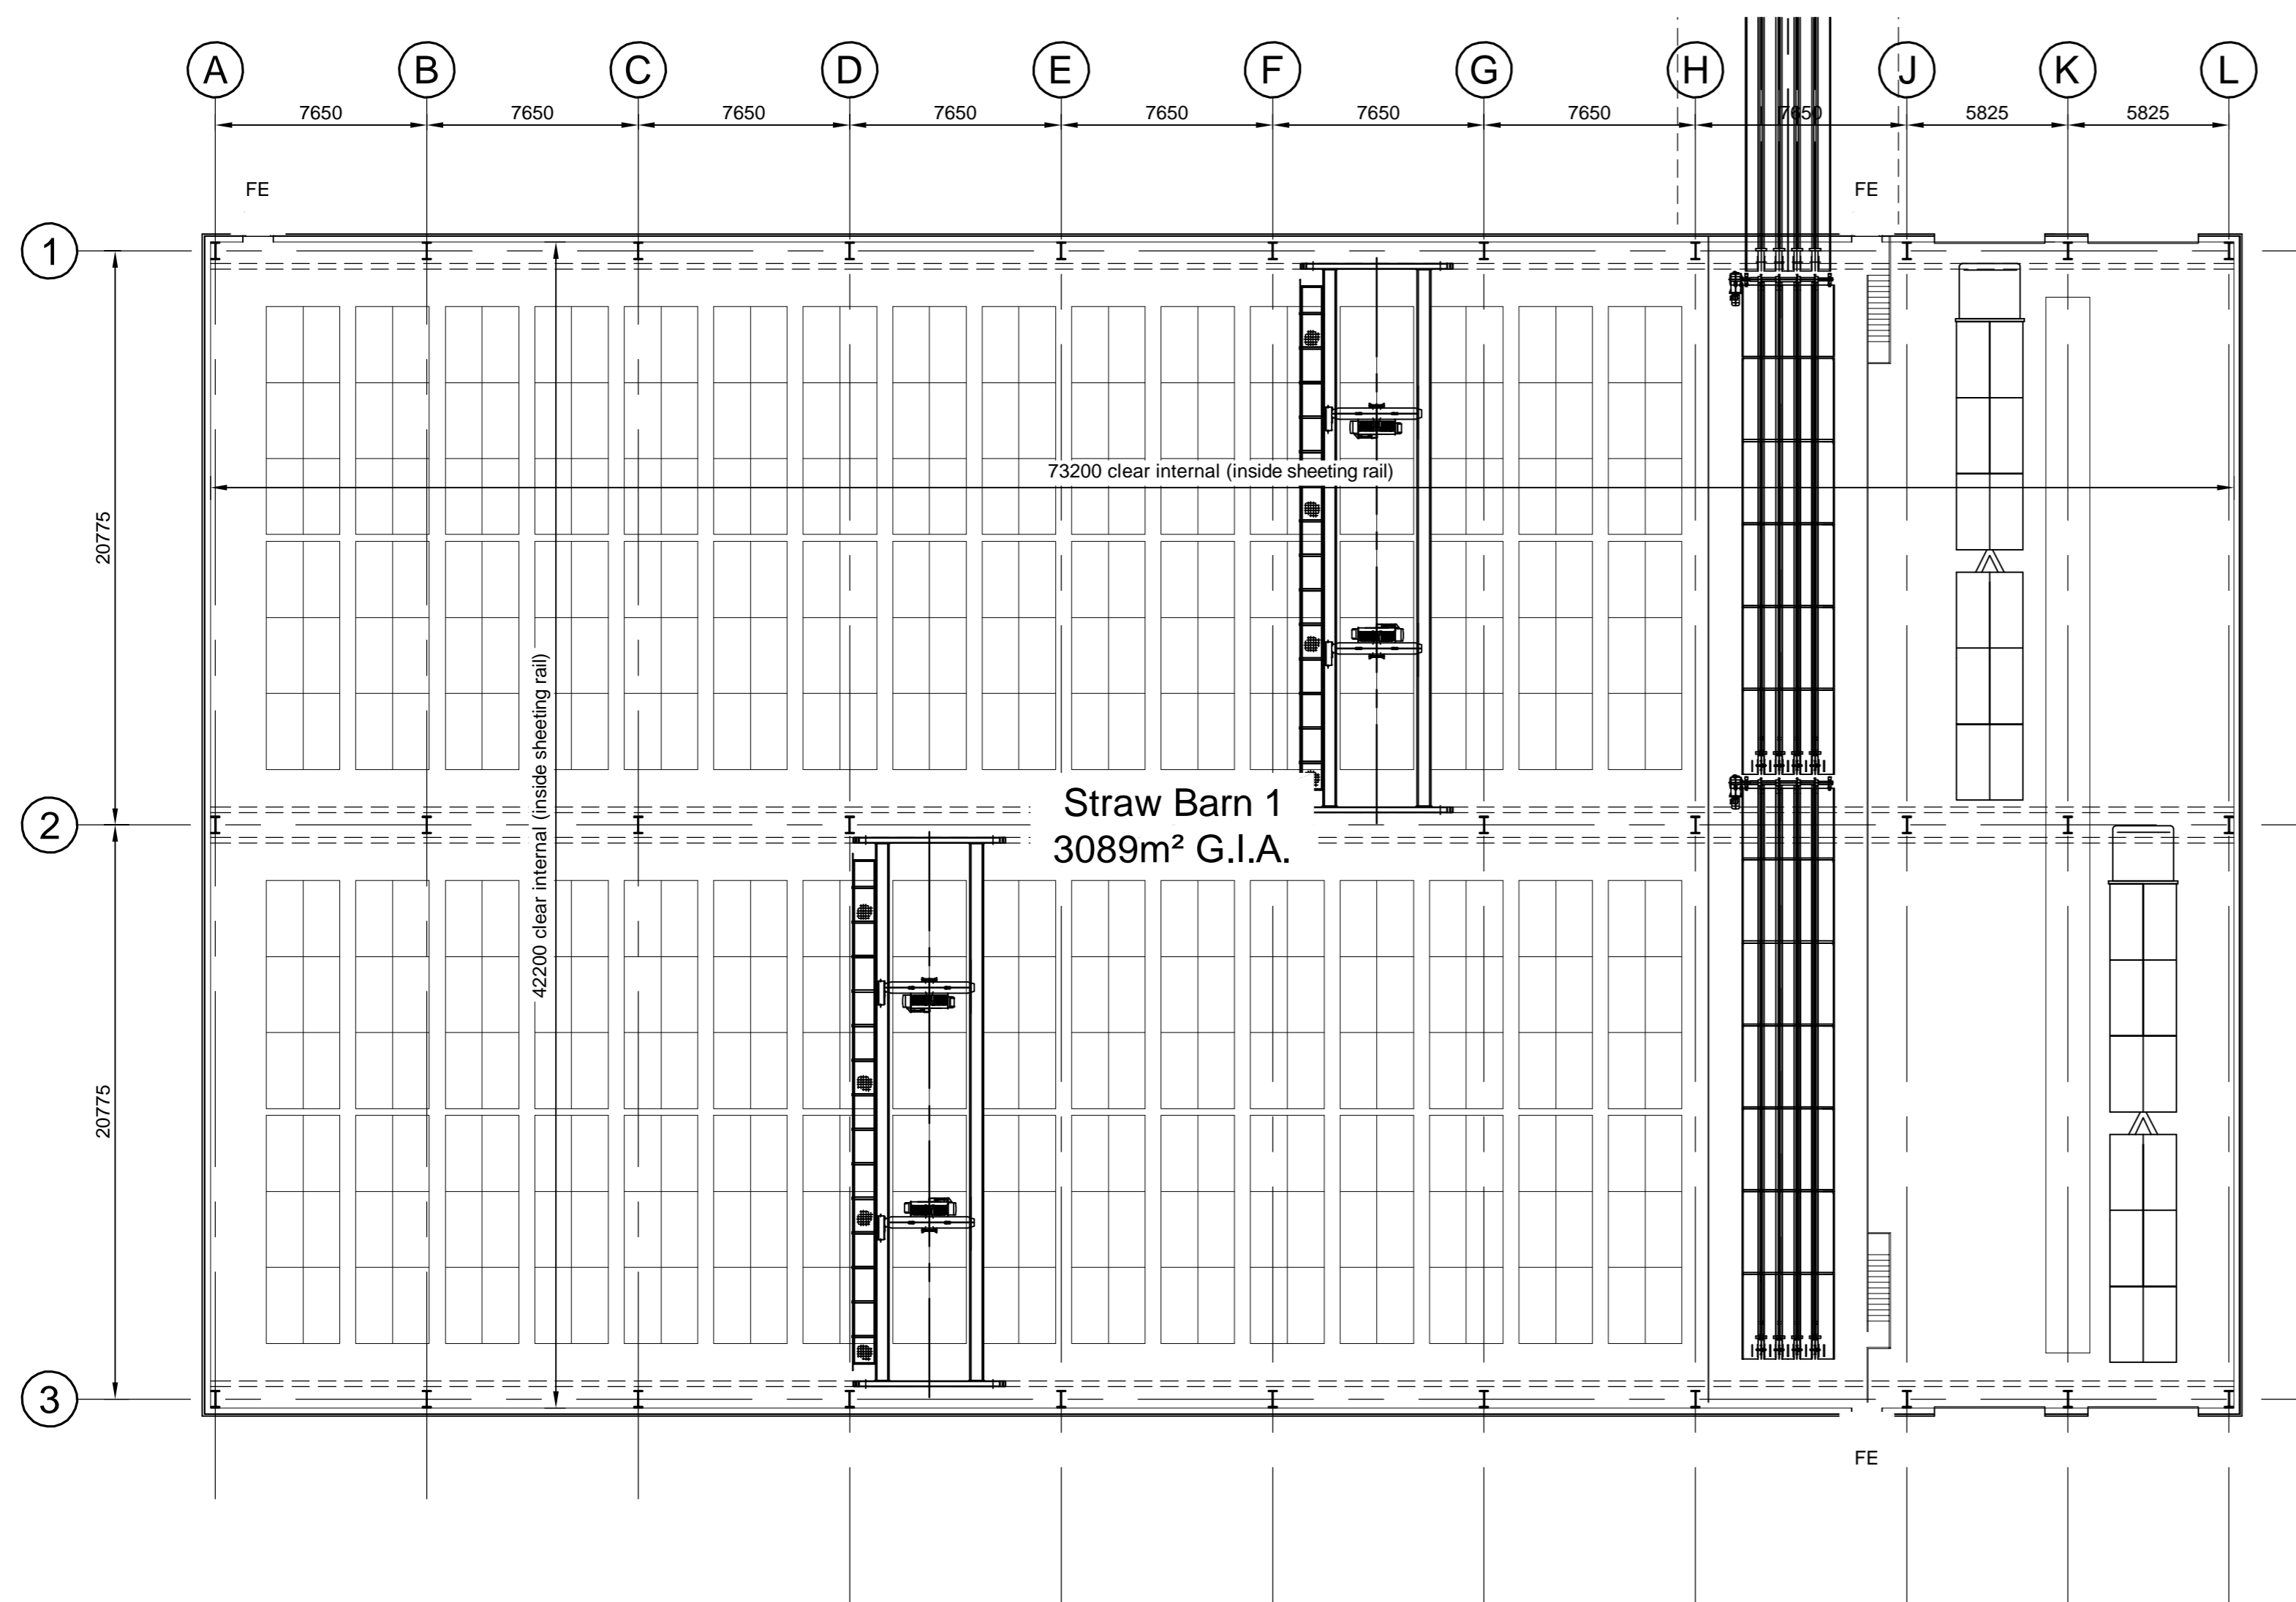 A B C D E F G H J K L
7650 7650 7650 7650 7650 7650 7650 7650 5825 5825
FE FE
1
73200 clear internal (inside sheeting rail)
20775
42200 clear internal (inside sheeting rail)
Straw Barn 1
2
3089m² G.I.A.
20775
3
FE